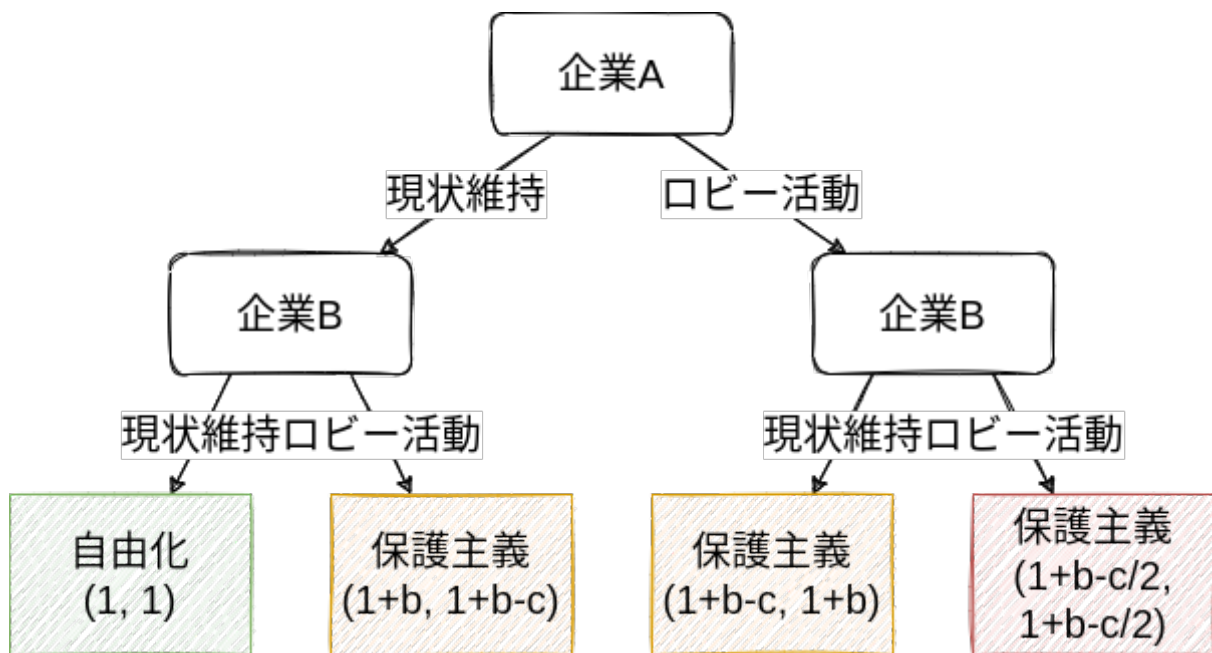 企業A
現状維持
ロビー活動
企業B
企業B
現状維持
ロビー活動
現状維持
ロビー活動
自由化
(1, 1)
保護主義
(1+b, 1+b-c)
保護主義
(1+b-c, 1+b)
保護主義
(1+b-c/2,
1+b-c/2)